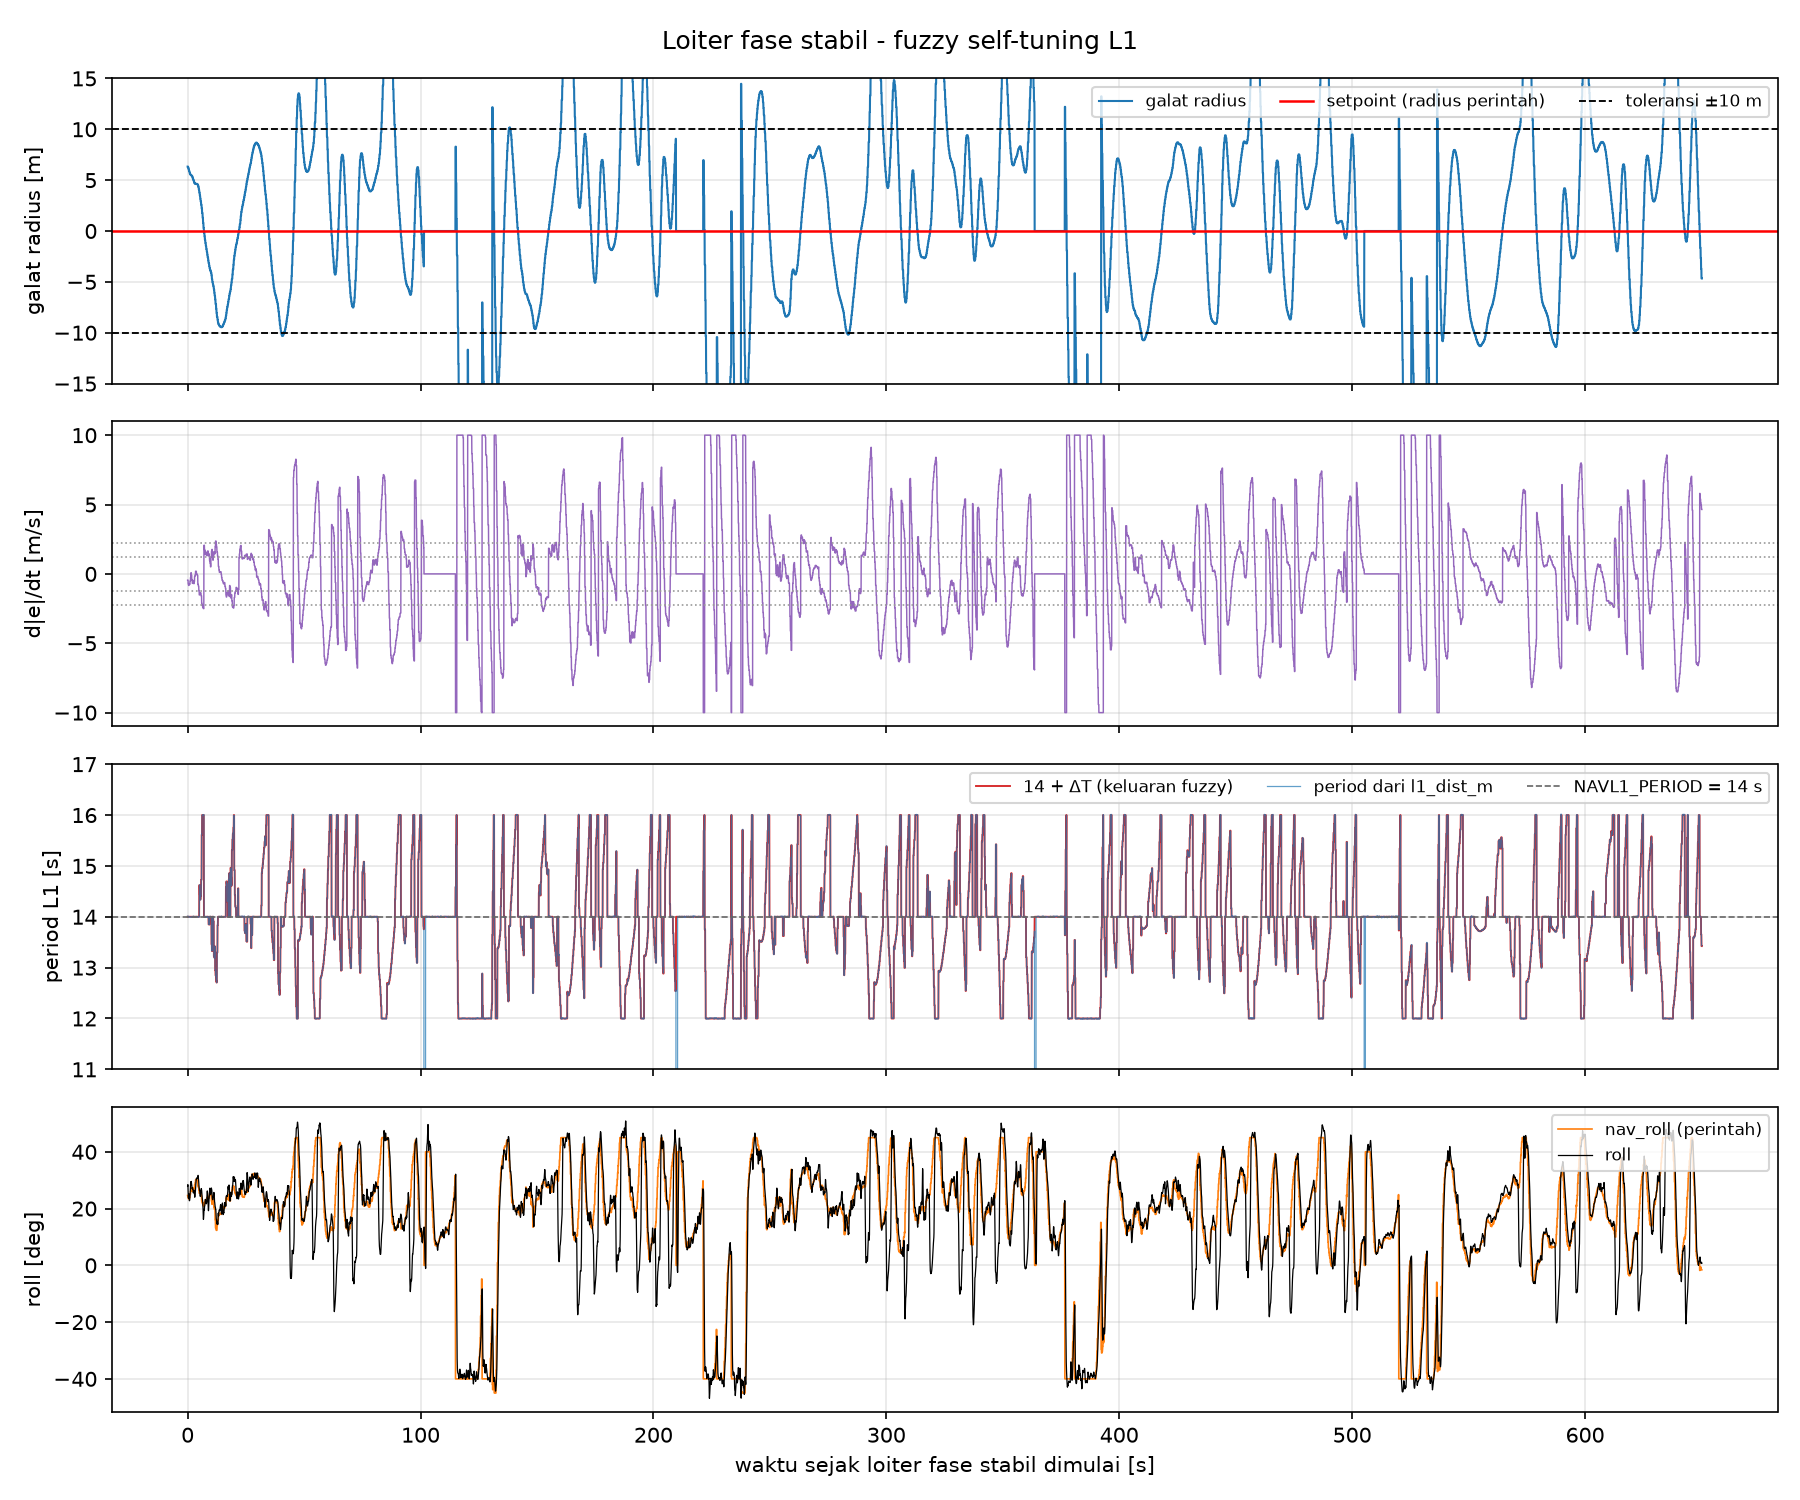 Loiter fase stabil - fuzzy self-tuning L1
galat radius [m]
15
10
5
0
−5
−10
−15
galat radius
setpoint (radius perintah)
toleransi ±10 m
d|e|/dt [m/s]
10
5
0
−5
−10
period L1 [s]
17
16
15
14
13
12
11
14 + ΔT (keluaran fuzzy)
period dari l1_dist_m
NAVL1_PERIOD = 14 s
roll [deg]
40
20
0
−20
−40
nav_roll (perintah)
roll
0 100 200 300 400 500 600
waktu sejak loiter fase stabil dimulai [s]